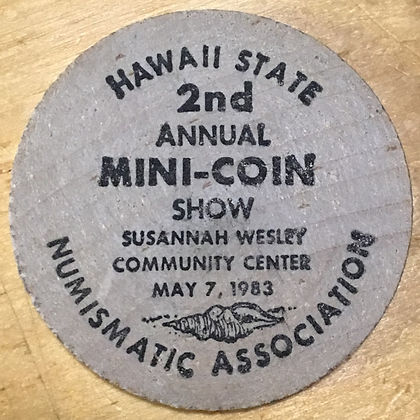 HAWAII STATE
2nd
ANNUAL
MINI-COIN
SHOW
SUSANNAH WESLEY
COMMUNITY CENTER
MAY 7, 1983
NUMISMATIC ASSOCIATION